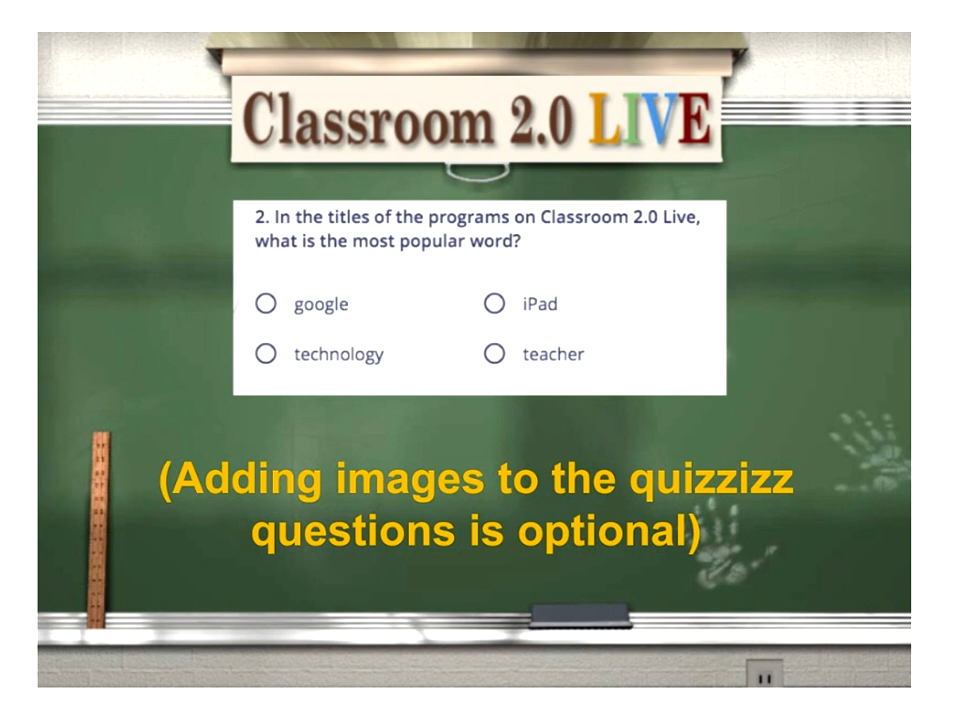 Classroom 2.0 LIVE
2. In the titles of the programs on Classroom 2.0 Live,
what is the most popular word?
google
iPad
technology
teacher
(Adding images to the quizzizz
questions is optional)